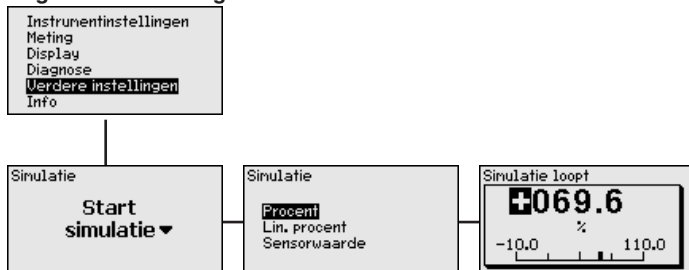 Instrumentinstellingen
Meting
Display
Diagnose
Verdere instellingen
Info
Simulatie
Start
simulatie▼
Simulatie
Procent
Lin. procent
Sensorwaarde
Simulatie loopt
+069.6
%
-10.0 110.0